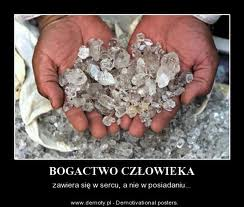 BOGACTWO CZŁOWIEKA
zawiera się w sercu, a nie w posiadaniu...
www.demoty.pl - Demotivational posters.